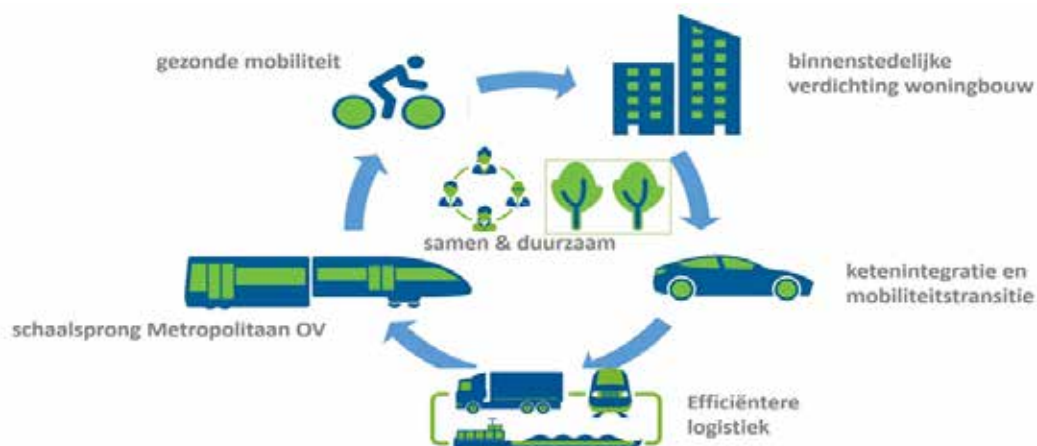 gezonde mobiliteit
binnenstedelijke
verdichting woningbouw
samen & duurzaam
ketenintegratie en
mobiliteitstransitie
schaalsprong Metropolitaan OV
Efficiëntere
logistiek